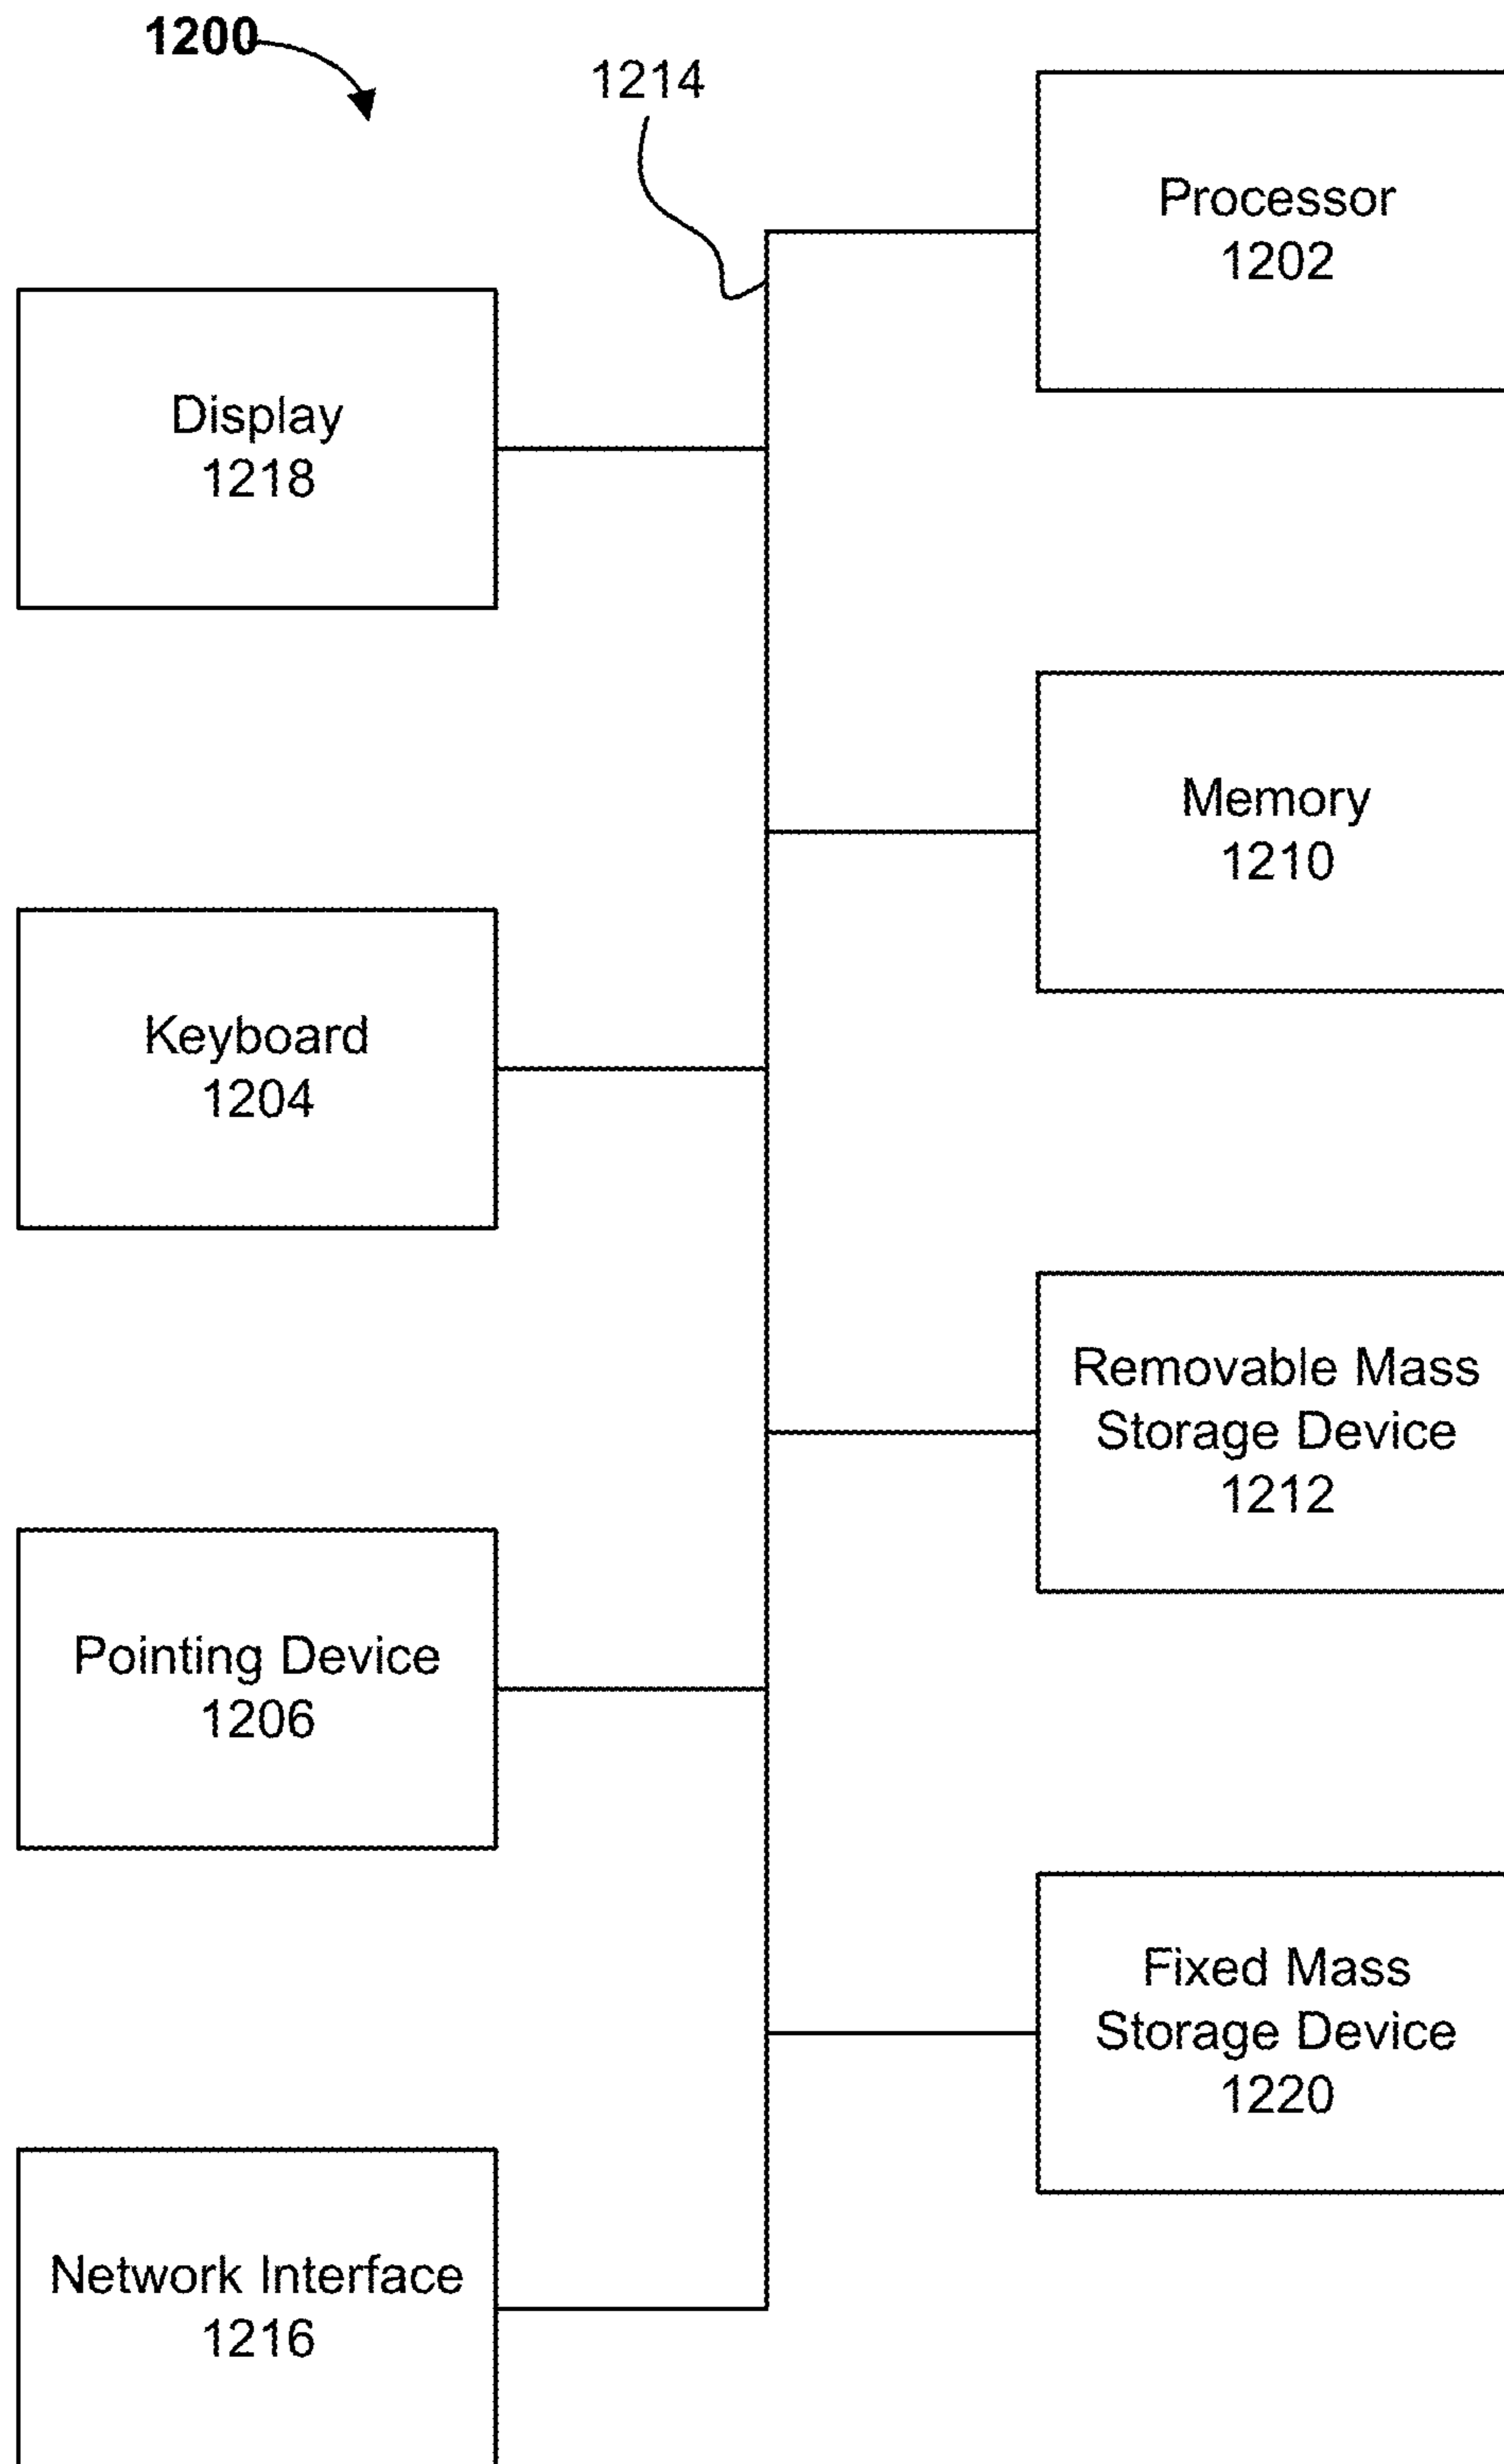 1200
1214
Processor
1202
Display
1218
Memory
1210
Keyboard
1204
Removable Mass
Storage Device
1212
Pointing Device
1206
Fixed Mass
Storage Device
1220
Network Interface
1216